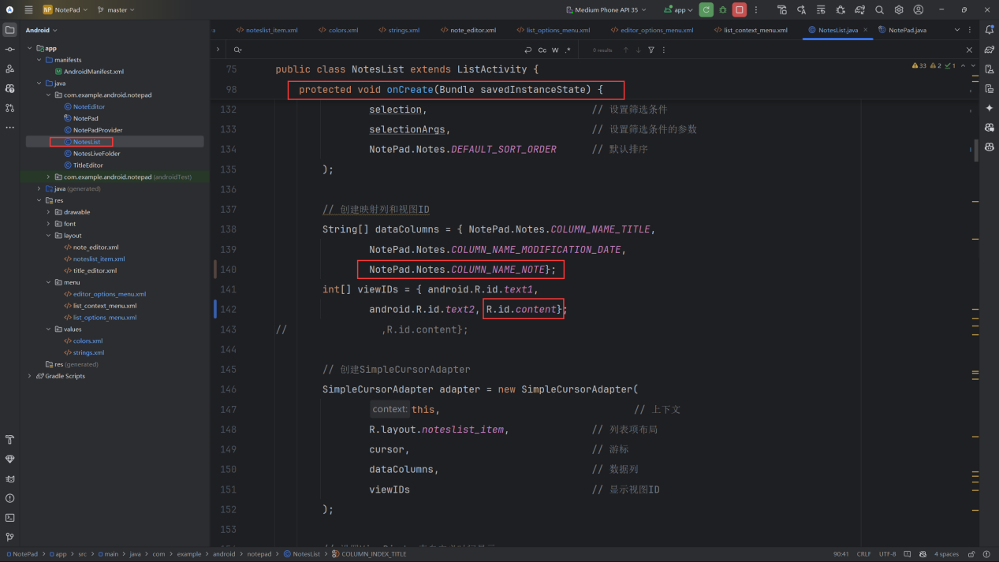 NP NotePad master Medium Phone API 35 app
Android
app
manifests
AndroidManifest.xml
java
com.example.android.notepad
NoteEditor
NotePad
NotePadProvider
NotesList
NotesLiveFolder
TitleEditor
com.example.android.notepad (androidTest)
java (generated)
res
drawable
font
layout
note_editor.xml
noteslist_item.xml
title_editor.xml
menu
editor_options_menu.xml
list_context_menu.xml
list_options_menu.xml
values
colors.xml
strings.xml
res (generated)
Gradle Scripts
noteslist_item.xml colors.xml strings.xml note_editor.xml list_options_menu.xml editor_options_menu.xml list_context_menu.xml NotesList.java NotePad.java
Cc W .* 0 results
33 2 1
75 public class NotesList extends ListActivity {
98 protected void onCreate(Bundle savedInstanceState) {
132 selection, // 设置筛选条件
133 selectionArgs, // 设置筛选条件的参数
134 NotePad.Notes.DEFAULT_SORT_ORDER // 默认排序
135 );
136
137 // 创建映射列和视图ID
138 String[] dataColumns = { NotePad.Notes.COLUMN_NAME_TITLE,
139 NotePad.Notes.COLUMN_NAME_MODIFICATION_DATE,
140 NotePad.Notes.COLUMN_NAME_NOTE};
141 int[] viewIDs = { android.R.id.text1,
142 android.R.id.text2, R.id.content};
143 // ,R.id.content};
144
145 // 创建SimpleCursorAdapter
146 SimpleCursorAdapter adapter = new SimpleCursorAdapter(
147 context: this, // 上下文
148 R.layout.noteslist_item, // 列表项布局
149 cursor, // 游标
150 dataColumns, // 数据列
151 viewIDs // 显示视图ID
152 );
153
NotePad > app > src > main > java > com > example > android > notepad > NotesList > COLUMN_INDEX_TITLE 90:41 CRLF UTF-8 4 spaces